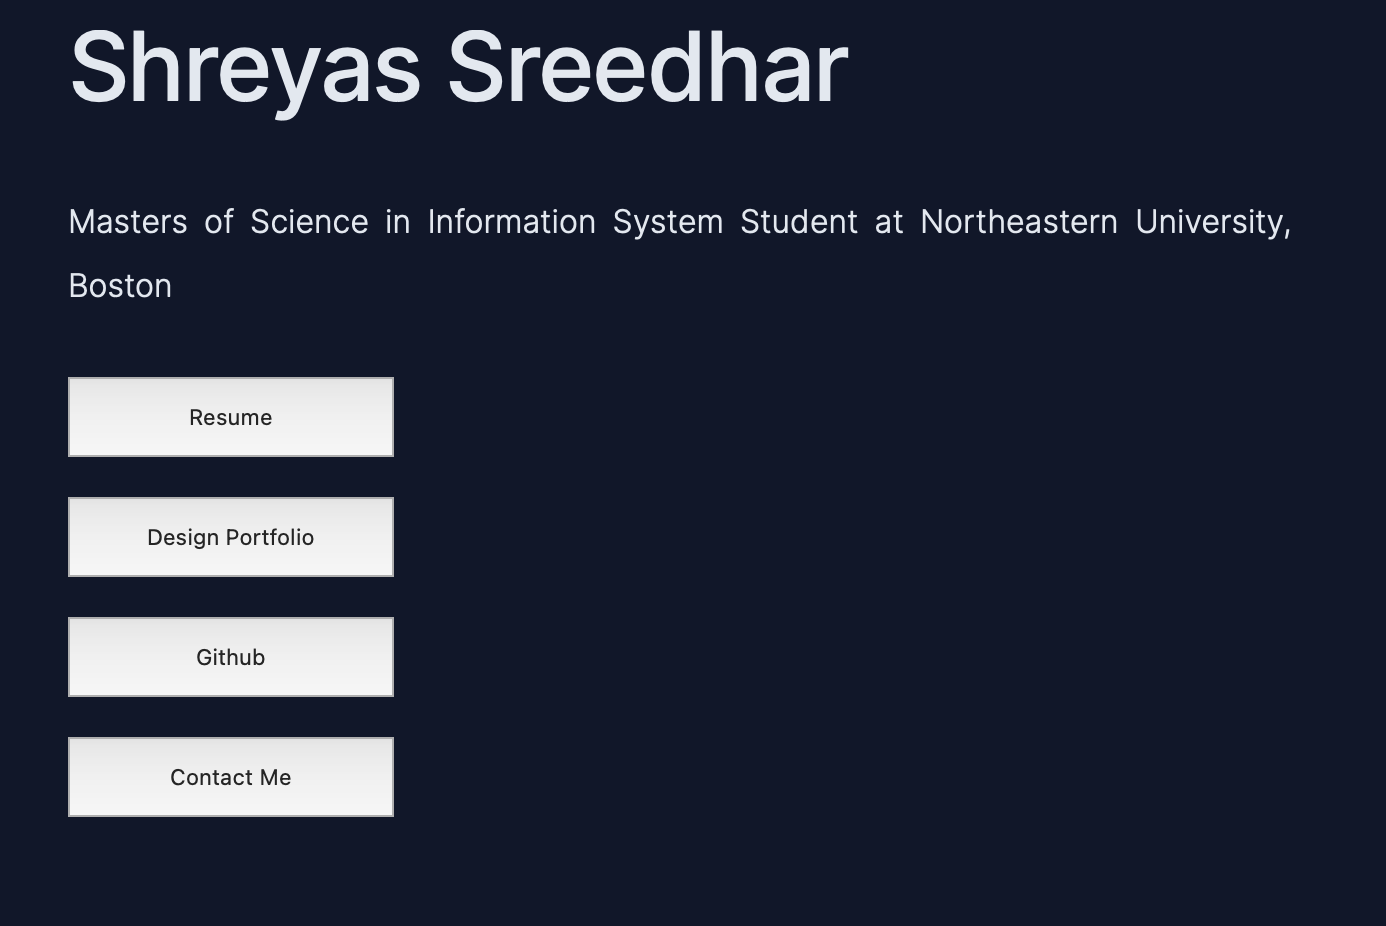 Shreyas Sreedhar
Masters of Science in Information System Student at Northeastern University,
Boston
Resume
Design Portfolio
Github
Contact Me